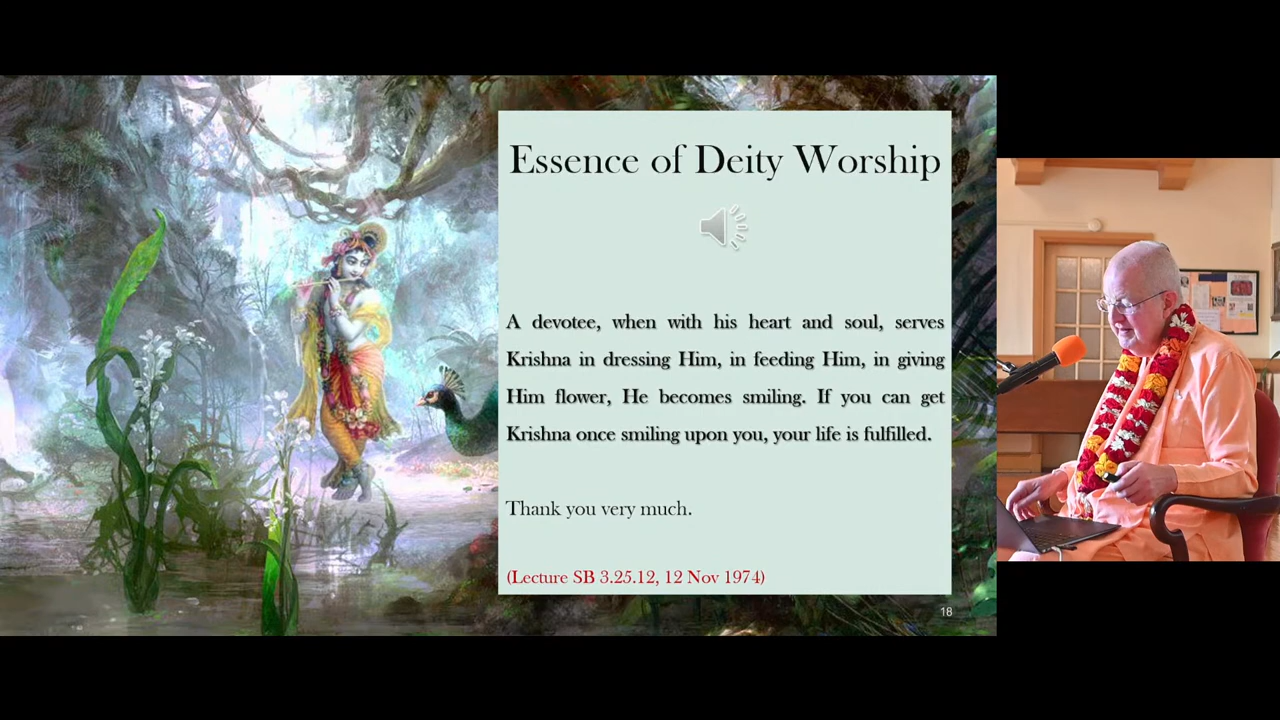 Essence of Deity Worship
A devotee, when with his heart and soul, serves
Krishna in dressing Him, in feeding Him, in giving
Him flower, He becomes smiling. If you can get
Krishna once smiling upon you, your life is fulfilled.
Thank you very much.
(Lecture SB 3.25.12, 12 Nov 1974)
18